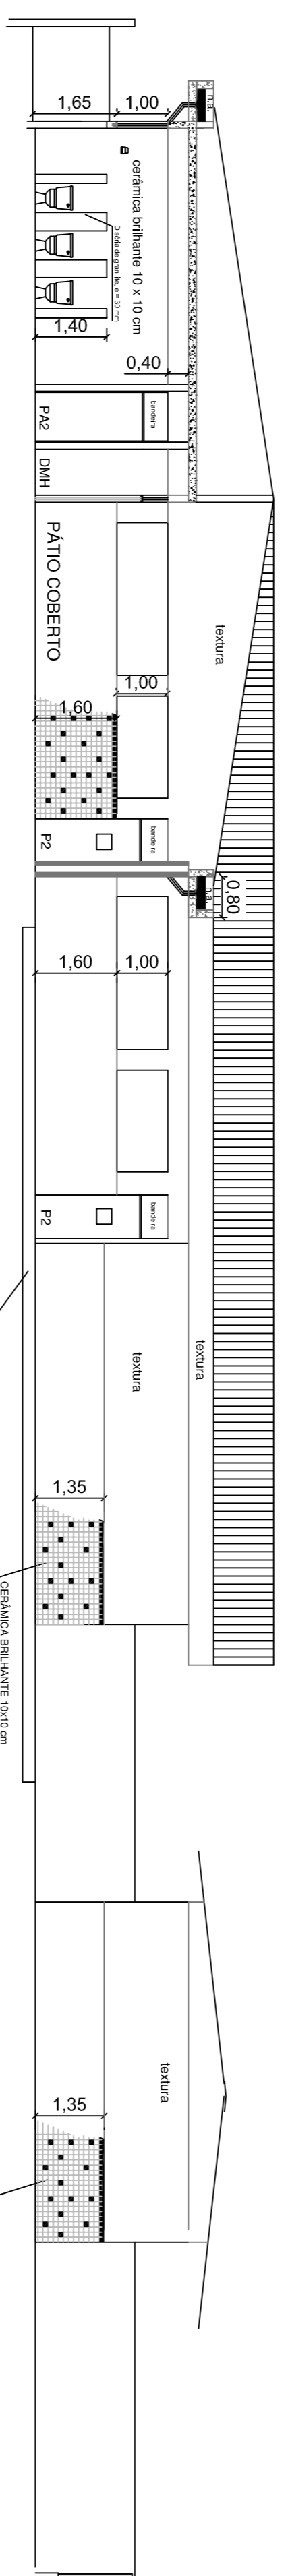 n.a.
1,65
1,00
cerâmica brilhante 10 x 10 cm
Divisória de granilite, e = 30 mm
1,40
0,40
bandeira
PA2
DMH
textura
PÁTIO COBERTO
1,00
1,60
bandeira
P2
n.a.
0,80
1,60
1,00
bandeira
P2
textura
textura
1,35
CERÂMICA BRILHANTE 10x10 cm
textura
1,35